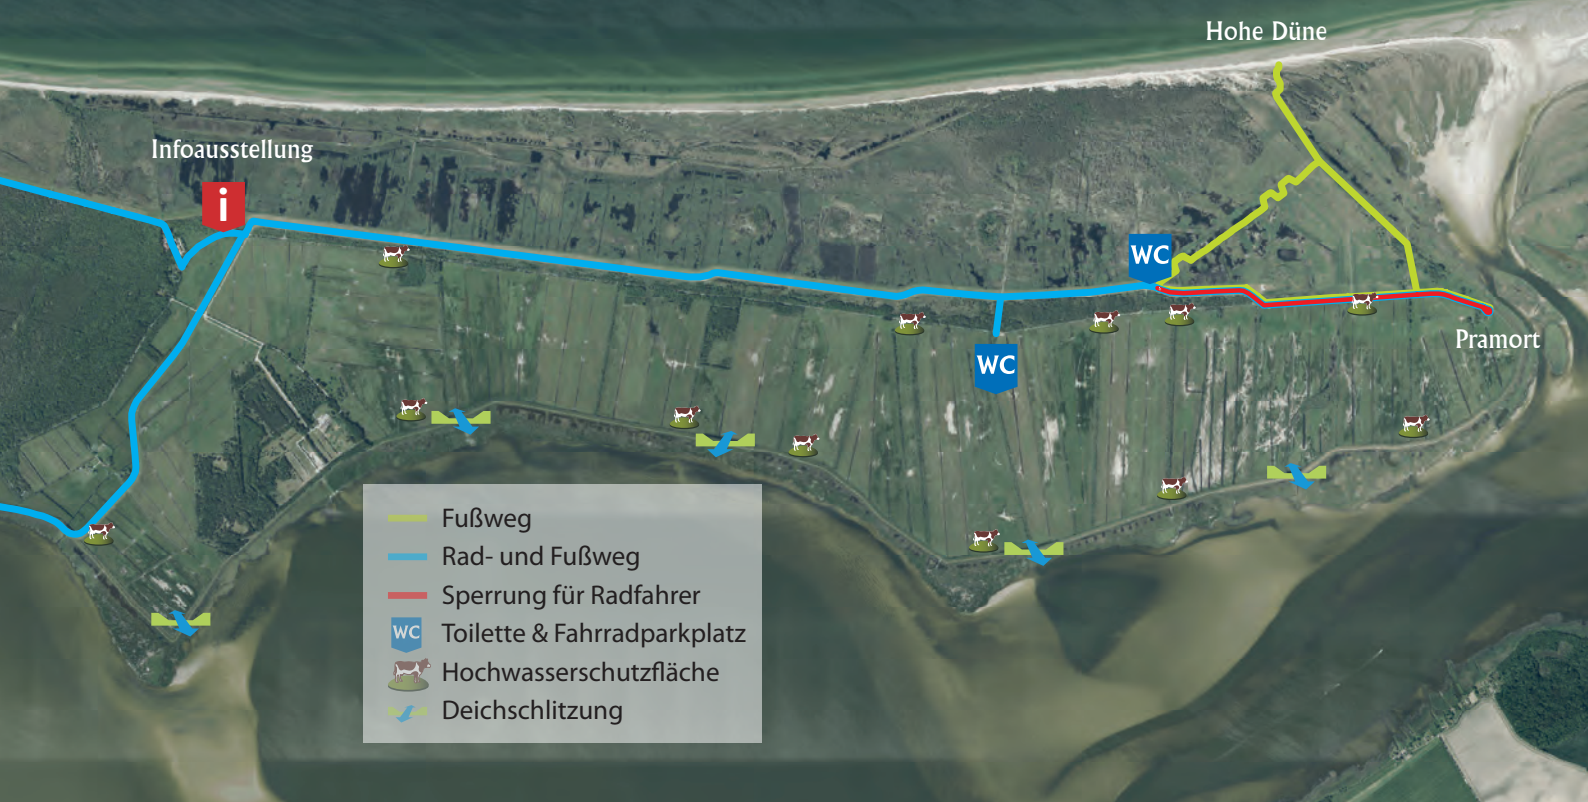 Hohe Düne
Infoausstellung
i
WC
Pramort
WC
Fußweg
Rad- und Fußweg
Sperrung für Radfahrer
WC Toilette & Fahrradparkplatz
Hochwasserschutzfläche
Deichschlitzung